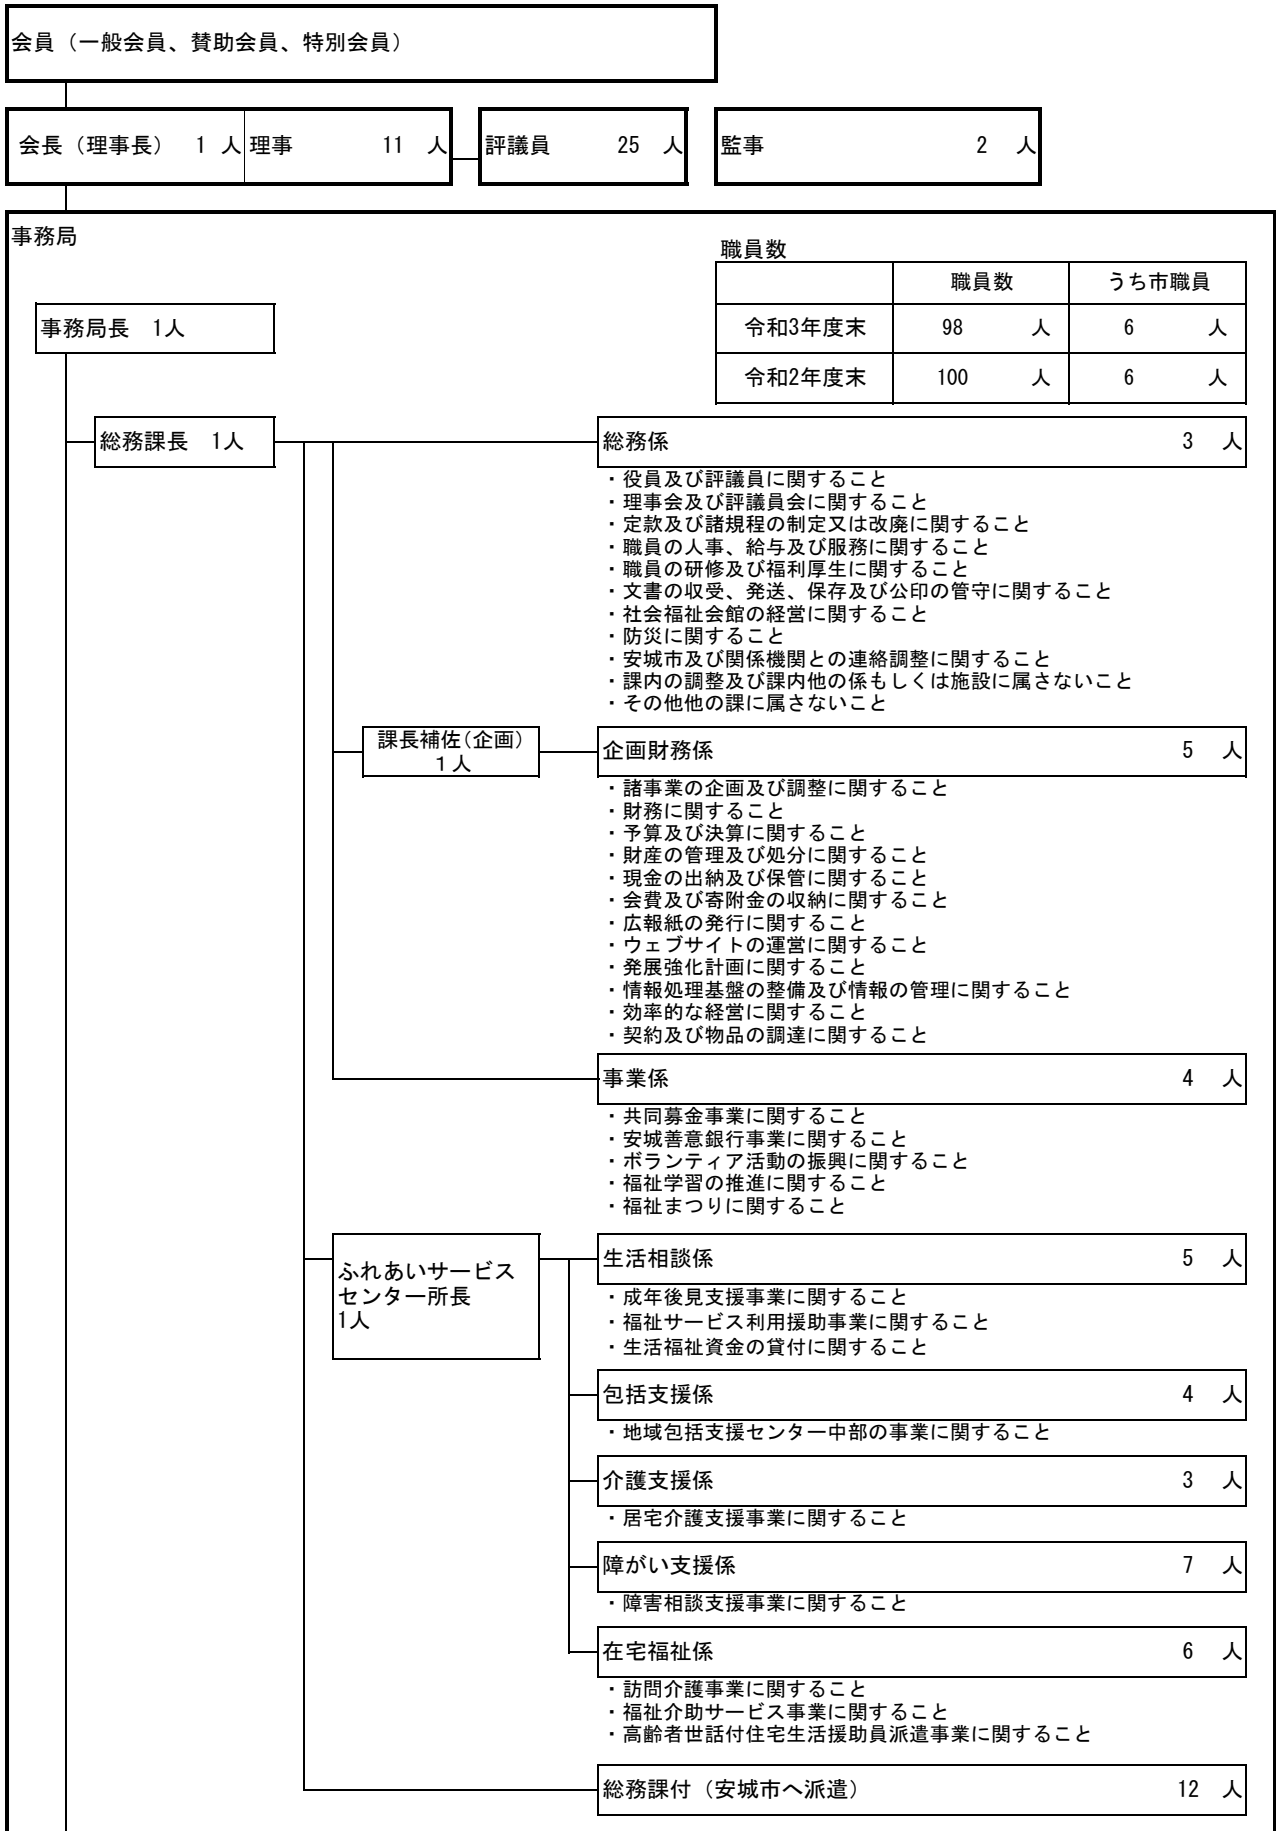 会員（一般会員、賛助会員、特別会員）
会長（理事長） 1 人 理事 11 人 評議員 25 人 監事 2 人
事務局
職員数
職員数 うち市職員
令和3年度末 98 人 6 人
令和2年度末 100 人 6 人
事務局長 1人
総務課長 1人
総務係 3 人
・役員及び評議員に関すること
・理事会及び評議員会に関すること
・定款及び諸規程の制定又は改廃に関すること
・職員の人事、給与及び服務に関すること
・職員の研修及び福利厚生に関すること
・文書の収受、発送、保存及び公印の管守に関すること
・社会福祉会館の経営に関すること
・防災に関すること
・安城市及び関係機関との連絡調整に関すること
・課内の調整及び課内他の係もしくは施設に属さないこと
・その他他の課に属さないこと
課長補佐(企画)
１人
企画財務係 5 人
・諸事業の企画及び調整に関すること
・財務に関すること
・予算及び決算に関すること
・財産の管理及び処分に関すること
・現金の出納及び保管に関すること
・会費及び寄附金の収納に関すること
・広報紙の発行に関すること
・ウェブサイトの運営に関すること
・発展強化計画に関すること
・情報処理基盤の整備及び情報の管理に関すること
・効率的な経営に関すること
・契約及び物品の調達に関すること
事業係 4 人
・共同募金事業に関すること
・安城善意銀行事業に関すること
・ボランティア活動の振興に関すること
・福祉学習の推進に関すること
・福祉まつりに関すること
ふれあいサービス
センター所長
1人
生活相談係 5 人
・成年後見支援事業に関すること
・福祉サービス利用援助事業に関すること
・生活福祉資金の貸付に関すること
包括支援係 4 人
・地域包括支援センター中部の事業に関すること
介護支援係 3 人
・居宅介護支援事業に関すること
障がい支援係 7 人
・障害相談支援事業に関すること
在宅福祉係 6 人
・訪問介護事業に関すること
・福祉介助サービス事業に関すること
・高齢者世話付住宅生活援助員派遣事業に関すること
総務課付（安城市へ派遣） 12 人